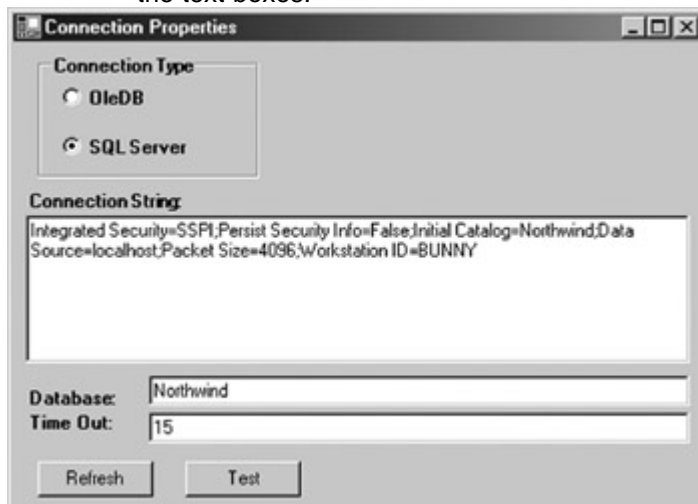 the text boxes.
Connection Properties
Connection Type
OleDB
SQL Server
Connection String:
Integrated Security=SSPI;Persist Security Info=False;Initial Catalog=Northwind;Data
Source=localhost;Packet Size=4096;Workstation ID=BUNNY
Database:
Northwind
Time Out:
15
Refresh
Test